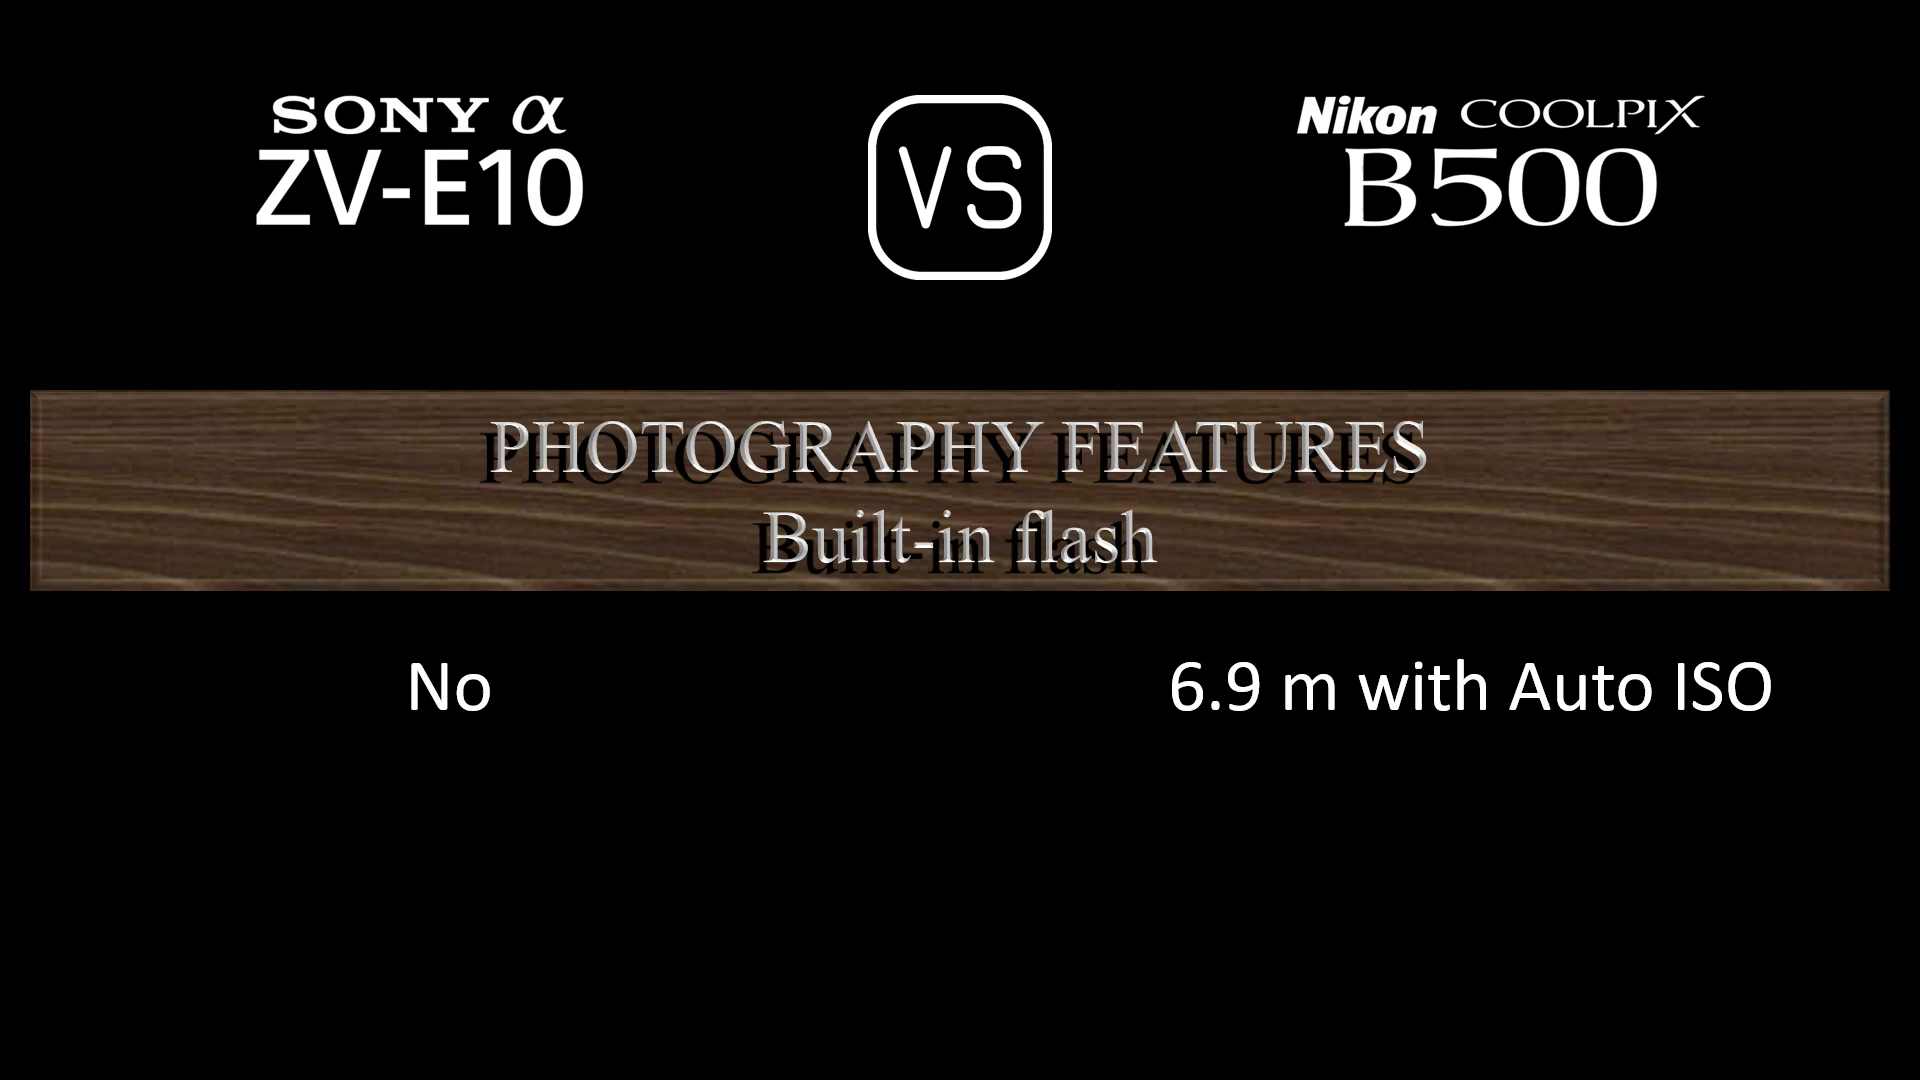 SONY α
ZV-E10
VS
Nikon COOLPIX
B500
PHOTOGRAPHY FEATURES
Built-in flash
No
6.9 m with Auto ISO